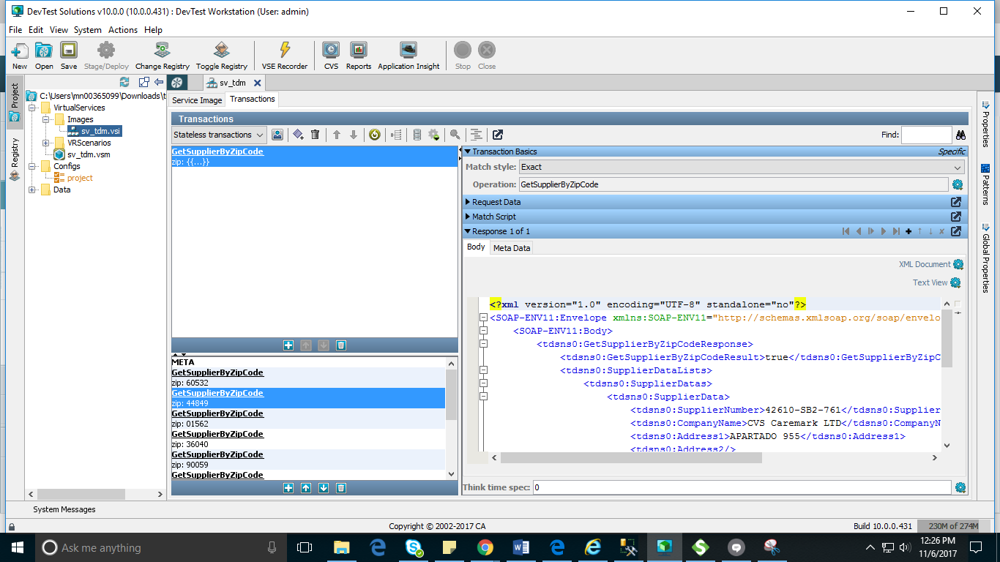 DevTest Solutions v10.0.0 (10.0.0.431) : DevTest Workstation (User: admin)
File Edit View System Actions Help
New Open Save Stage/Deploy Change Registry Toggle Registry VSE Recorder CVS Reports Application Insight Stop Close
Project
Registry
C:\Users\mn00365099\Downloads\t
VirtualServices
Images
sv_tdm.vsi
VRScenarios
sv_tdm.vsm
Configs
project
Data
sv_tdm
Service Image Transactions
Transactions
Stateless transactions
Find:
GetSupplierByZipCode
zip: {{...}}
META
GetSupplierByZipCode
zip: 60532
GetSupplierByZipCode
zip: 44849
GetSupplierByZipCode
zip: 01562
GetSupplierByZipCode
zip: 36040
GetSupplierByZipCode
zip: 90059
GetSupplierByZipCode
Transaction Basics Specific
Match style: Exact
Operation: GetSupplierByZipCode
Request Data
Match Script
Response 1 of 1
Body Meta Data
XML Document
Text View
<?xml version="1.0" encoding="UTF-8" standalone="no"?>
<SOAP-ENV11:Envelope xmlns:SOAP-ENV11="http://schemas.xmlsoap.org/soap/envelo
<SOAP-ENV11:Body>
<tdsns0:GetSupplierByZipCodeResponse>
<tdsns0:GetSupplierByZipCodeResult>true</tdsns0:GetSupplierByZipC
<tdsns0:SupplierDataLists>
<tdsns0:SupplierDatas>
<tdsns0:SupplierData>
<tdsns0:SupplierNumber>42610-SB2-761</tdsns0:Supplier
<tdsns0:CompanyName>CVS Caremark LTD</tdsns0:CompanyN
<tdsns0:Address1>APARTADO 955</tdsns0:Address1>
<tdsns0:Address2/>
Think time spec: 0
Properties
Patterns
Global Properties
System Messages
Copyright © 2002-2017 CA
Build 10.0.0.431
230M of 274M
Ask me anything
12:26 PM
11/6/2017